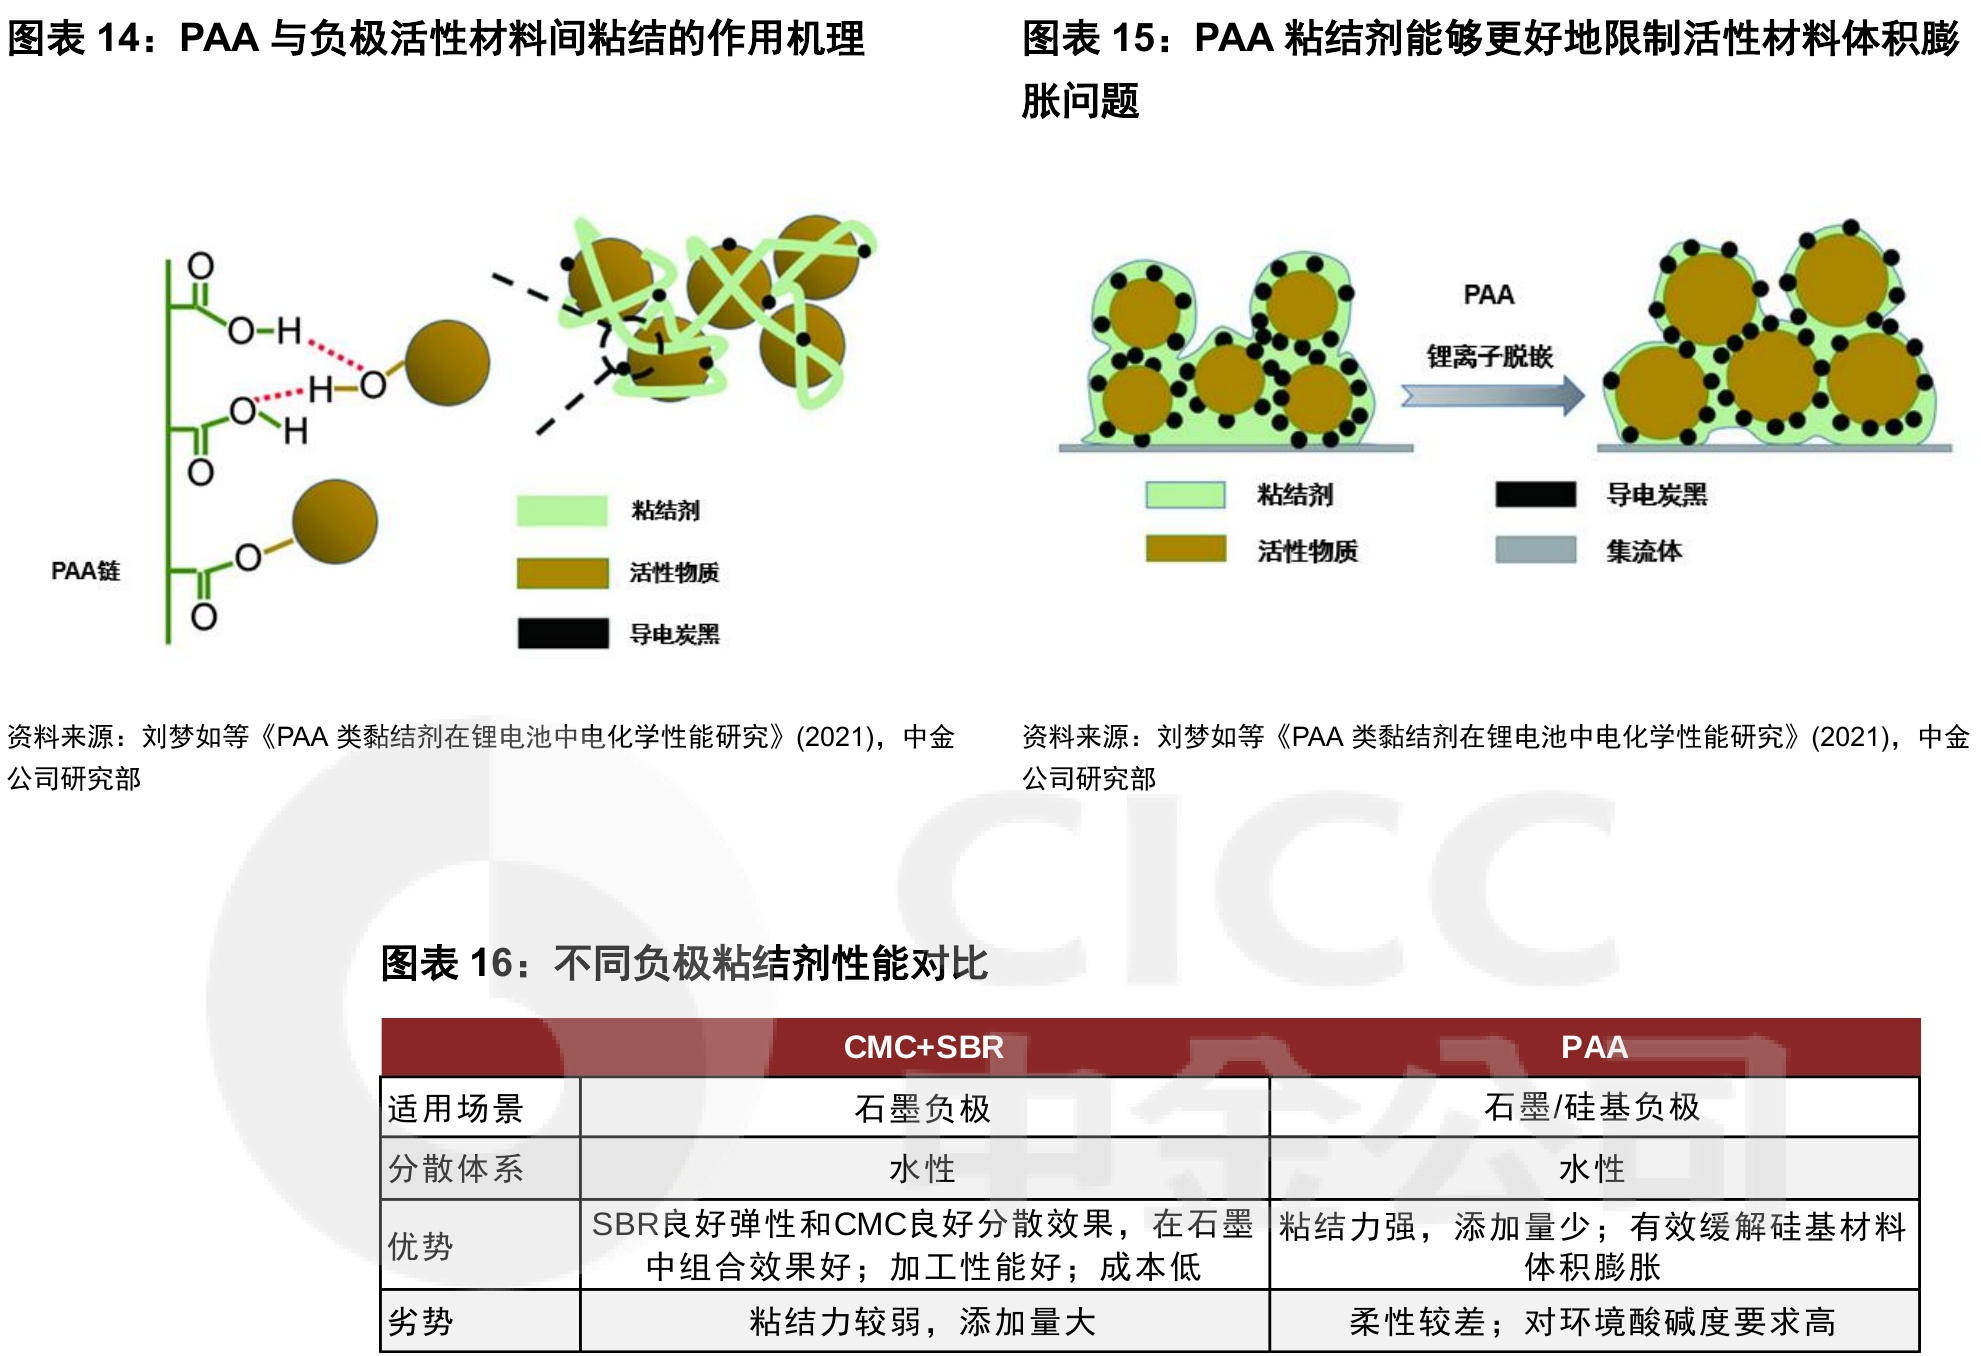 图表 14：PAA 与负极活性材料间粘结的作用机理
O
O-H
H-O
O
H
O
O
O
PAA链
粘结剂
活性物质
导电炭黑
资料来源：刘梦如等《PAA 类黏结剂在锂电池中电化学性能研究》(2021)，中金
公司研究部
图表 15：PAA 粘结剂能够更好地限制活性材料体积膨
胀问题
PAA
锂离子脱嵌
粘结剂
导电炭黑
活性物质
集流体
资料来源：刘梦如等《PAA 类黏结剂在锂电池中电化学性能研究》(2021)，中金
公司研究部
CICC
中金公司
图表 16：不同负极粘结剂性能对比
CMC+SBR PAA
适用场景 石墨负极 石墨/硅基负极
分散体系 水性 水性
优势 SBR良好弹性和CMC良好分散效果，在石墨 粘结力强，添加量少；有效缓解硅基材料
中组合效果好；加工性能好；成本低 体积膨胀
劣势 粘结力较弱，添加量大 柔性较差；对环境酸碱度要求高